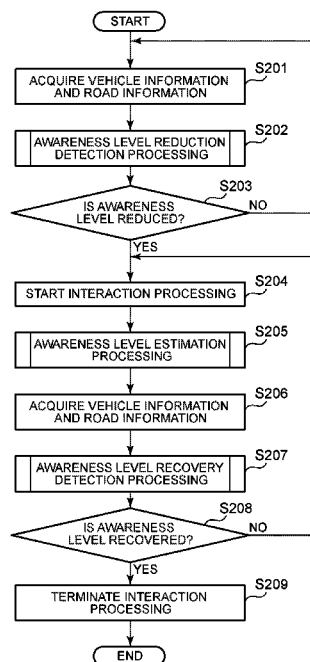 START
S201
ACQUIRE VEHICLE INFORMATION
AND ROAD INFORMATION
S202
AWARENESS LEVEL REDUCTION
DETECTION PROCESSING
S203
IS AWARENESS
LEVEL REDUCED?
NO
YES
S204
START INTERACTION PROCESSING
S205
AWARENESS LEVEL ESTIMATION
PROCESSING
S206
ACQUIRE VEHICLE INFORMATION
AND ROAD INFORMATION
S207
AWARENESS LEVEL RECOVERY
DETECTION PROCESSING
S208
IS AWARENESS
LEVEL RECOVERED?
NO
YES
S209
TERMINATE INTERACTION
PROCESSING
END